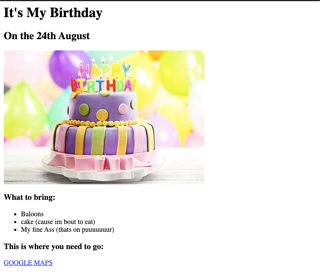 It's My Birthday
On the 24th August
HAPPY
BIRTHDAY
What to bring:
Baloons
cake (cause im bout to eat)
My fine Ass (thats on puuuuuuur)
This is where you need to go:
GOOGLE MAPS